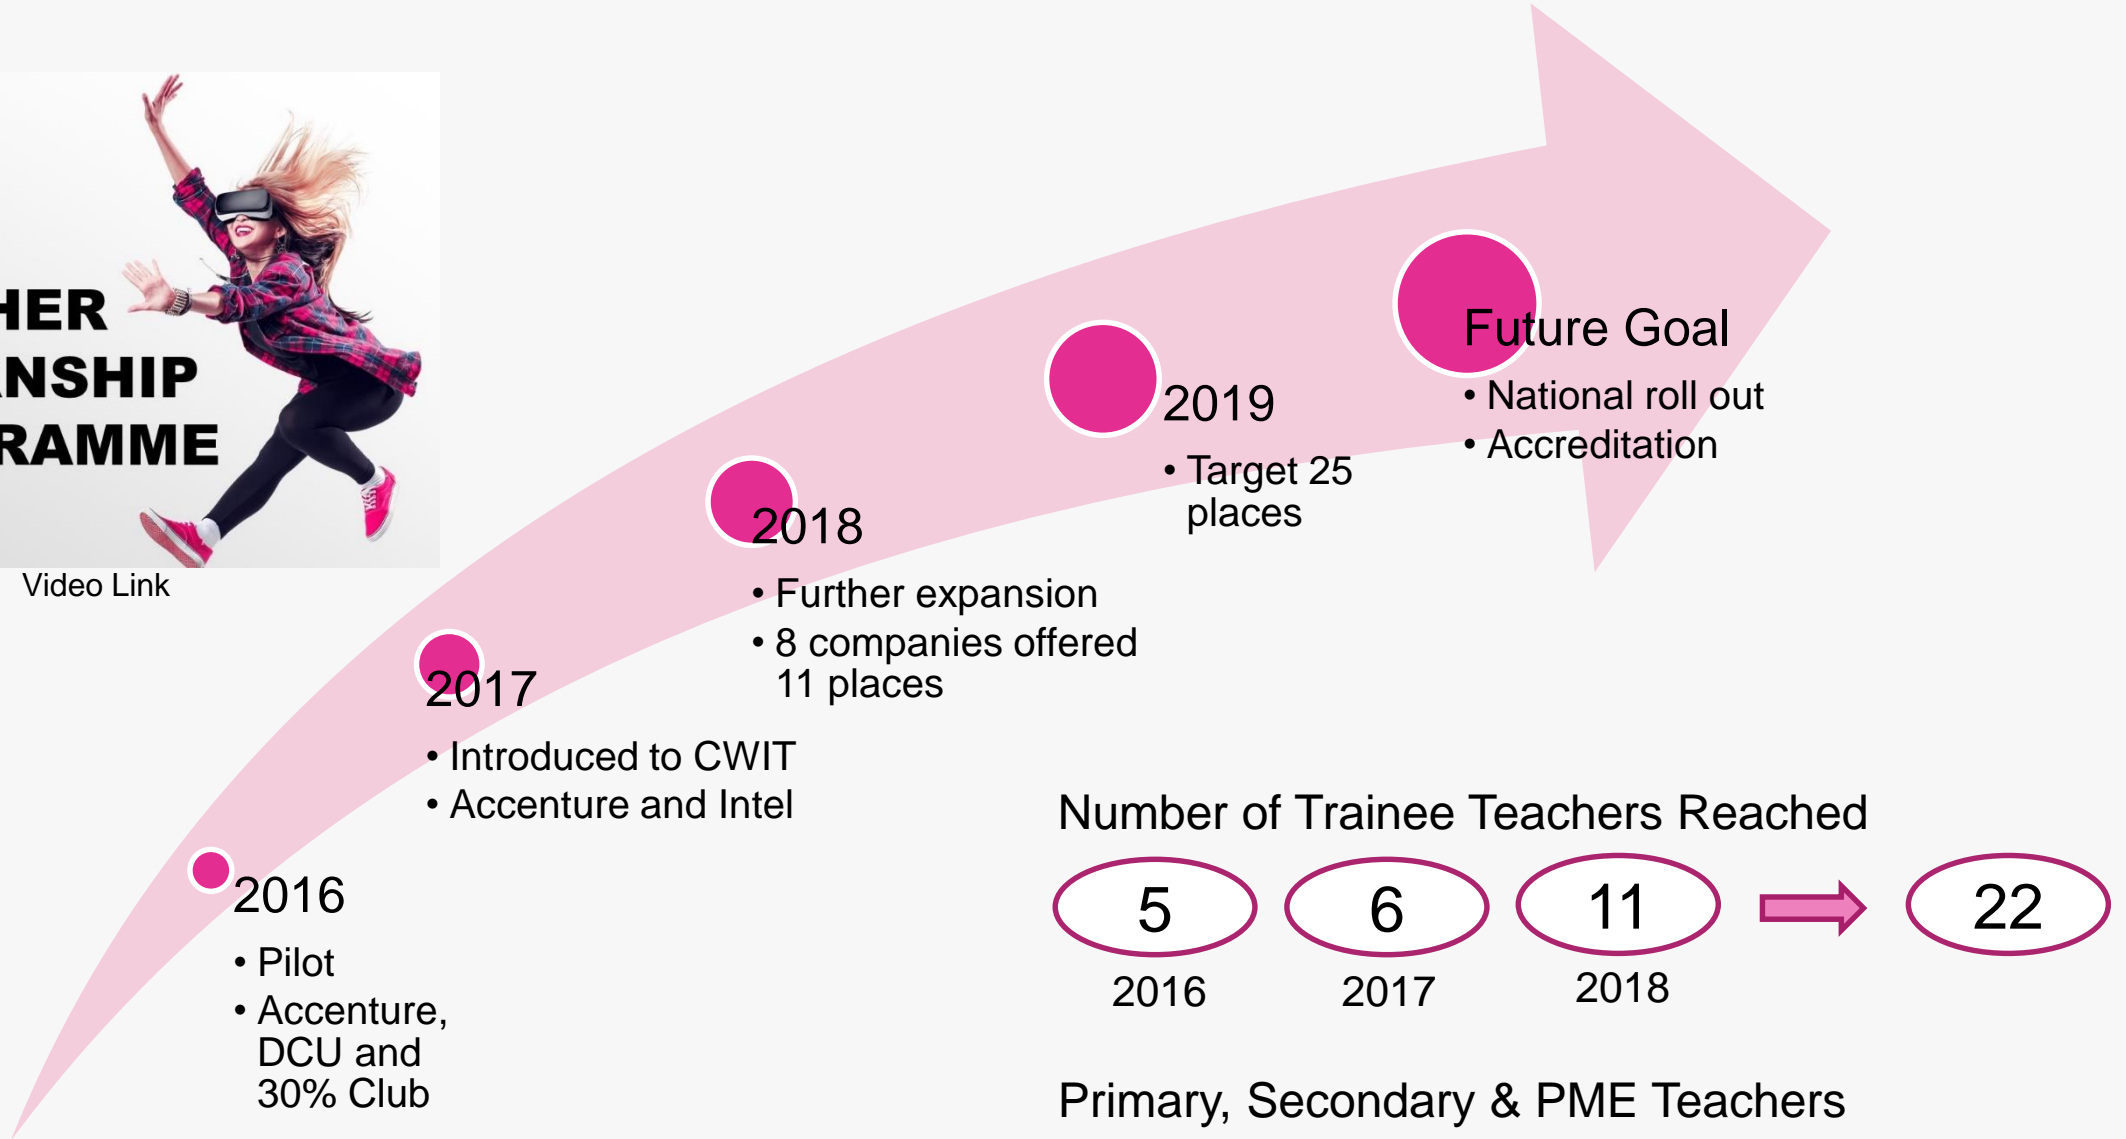 HER
NSHIP
RAMME
Video Link
2016
• Pilot
• Accenture,
DCU and
30% Club
2017
• Introduced to CWIT
• Accenture and Intel
2018
• Further expansion
• 8 companies offered
11 places
2019
• Target 25
places
Future Goal
• National roll out
• Accreditation
Number of Trainee Teachers Reached
5 6 11 22
2016 2017 2018
Primary, Secondary & PME Teachers